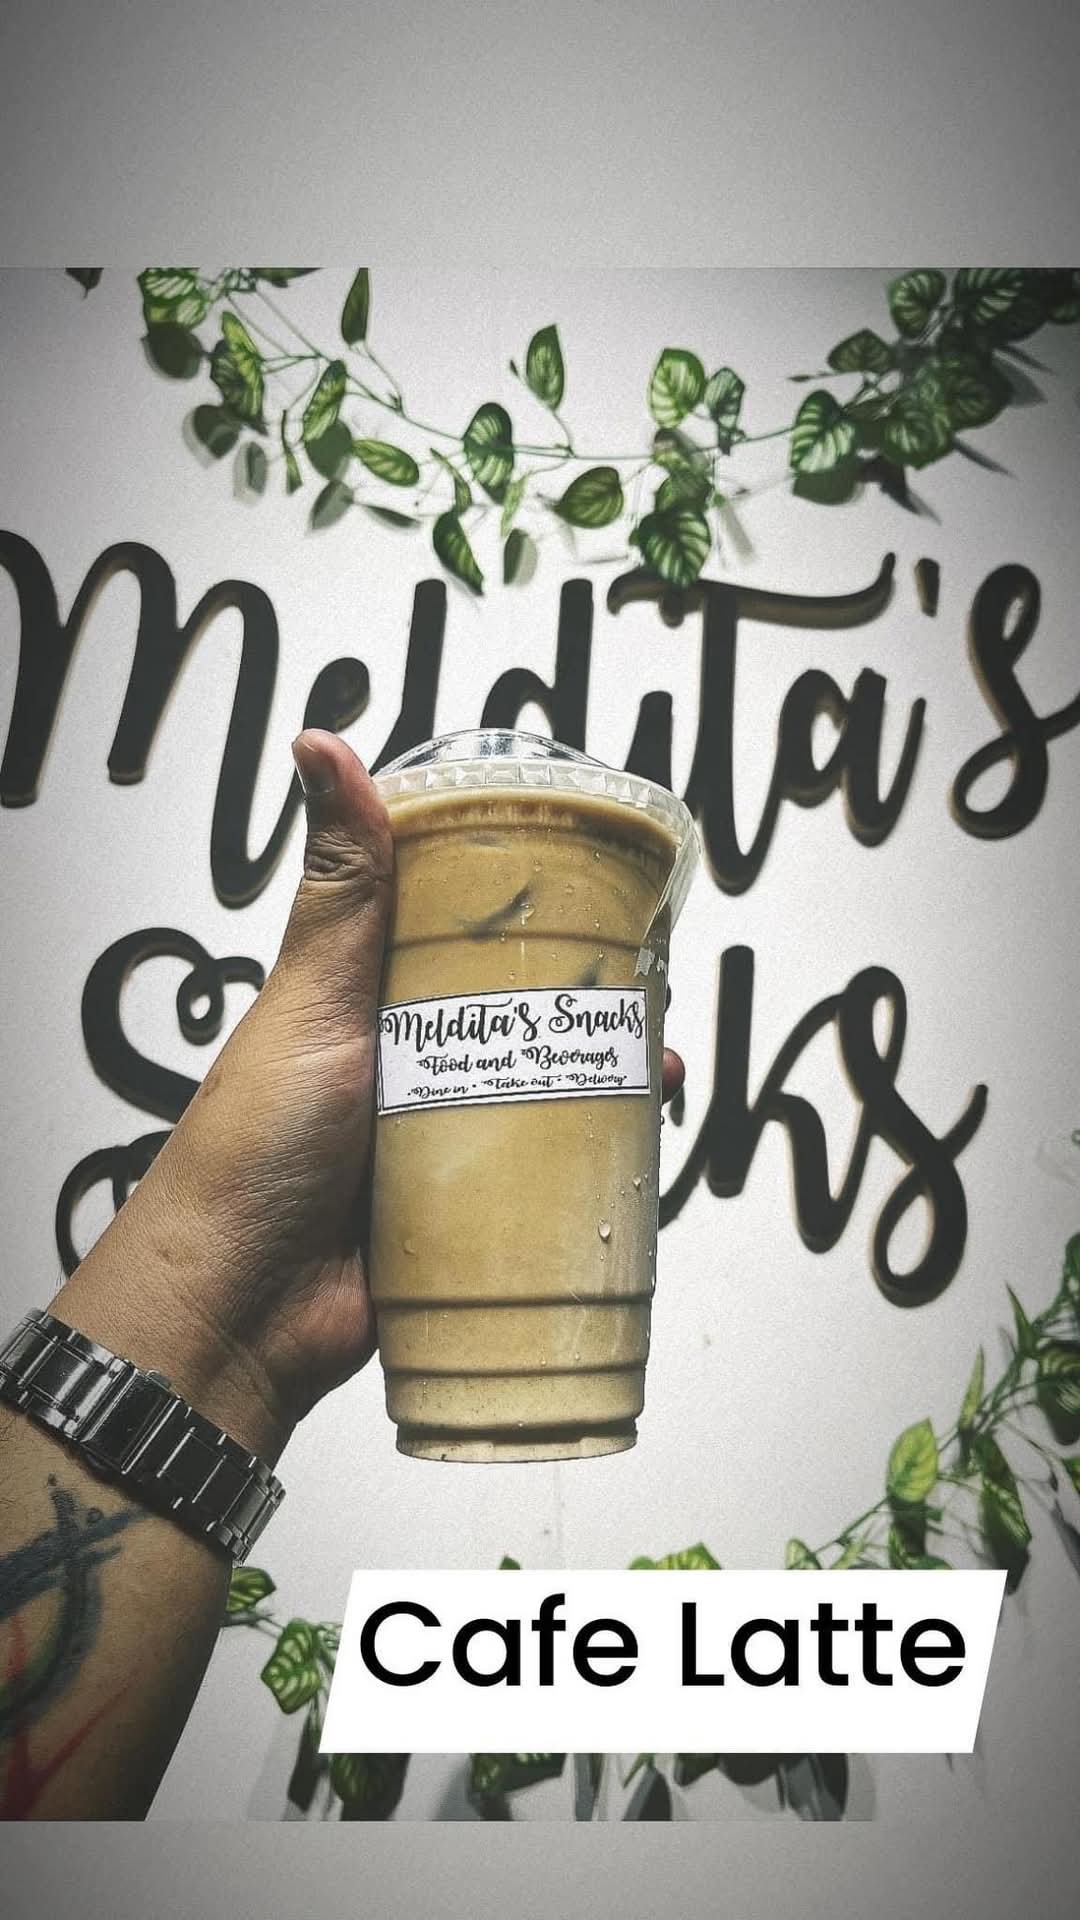 Meldita's
Snacks
Meldita's Snacks
Food and Beverages
Dine in • Take out • Delivery
Cafe Latte